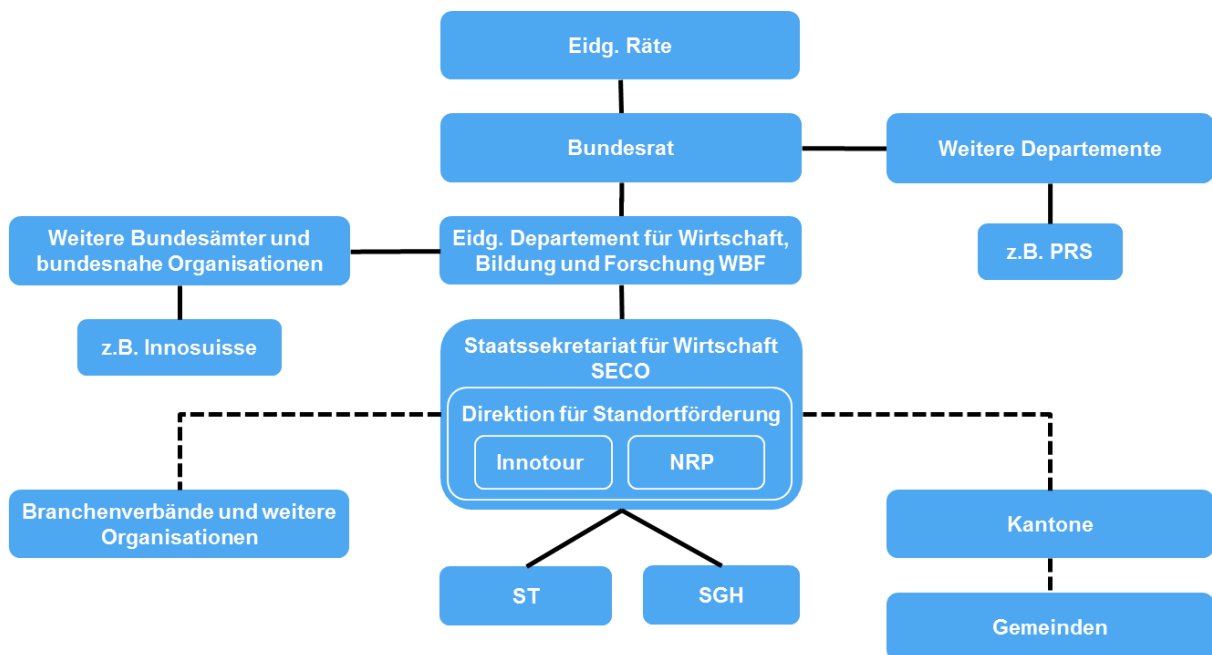 Eidg. Räte
Bundesrat
Weitere Departemente
Weitere Bundesämter und
bundesnahe Organisationen
Eidg. Departement für Wirtschaft,
Bildung und Forschung WBF
z.B. PRS
z.B. Innosuisse
Staatssekretariat für Wirtschaft
SECO
Direktion für Standortförderung
Innotour
NRP
Branchenverbände und weitere
Organisationen
Kantone
ST
SGH
Gemeinden